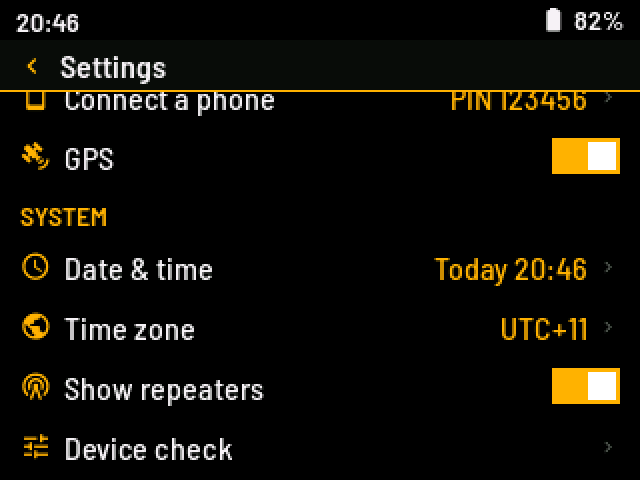 20:46 82%
Settings
Connect a phone PIN 123456
GPS
SYSTEM
Date & time Today 20:46
Time zone UTC+11
Show repeaters
Device check